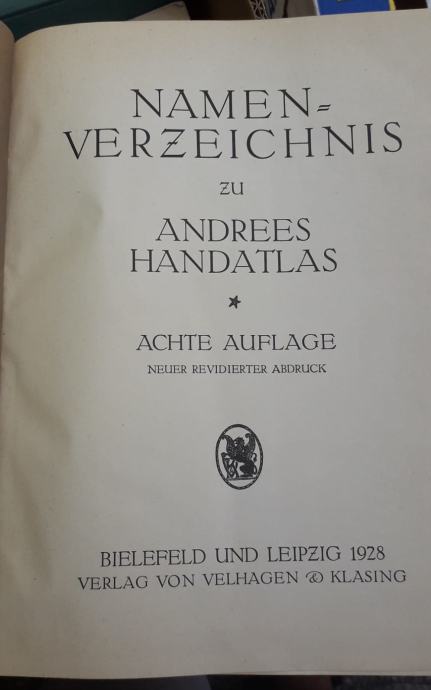 NAMEN=
VERZEICHNIS
ZU
ANDREES
HANDATLAS
ACHTE AUFLAGE
NEUER REVIDIERTER ABDRUCK
BIELEFELD UND LEIPZIG 1928
VERLAG VON VELHAGEN & KLASING